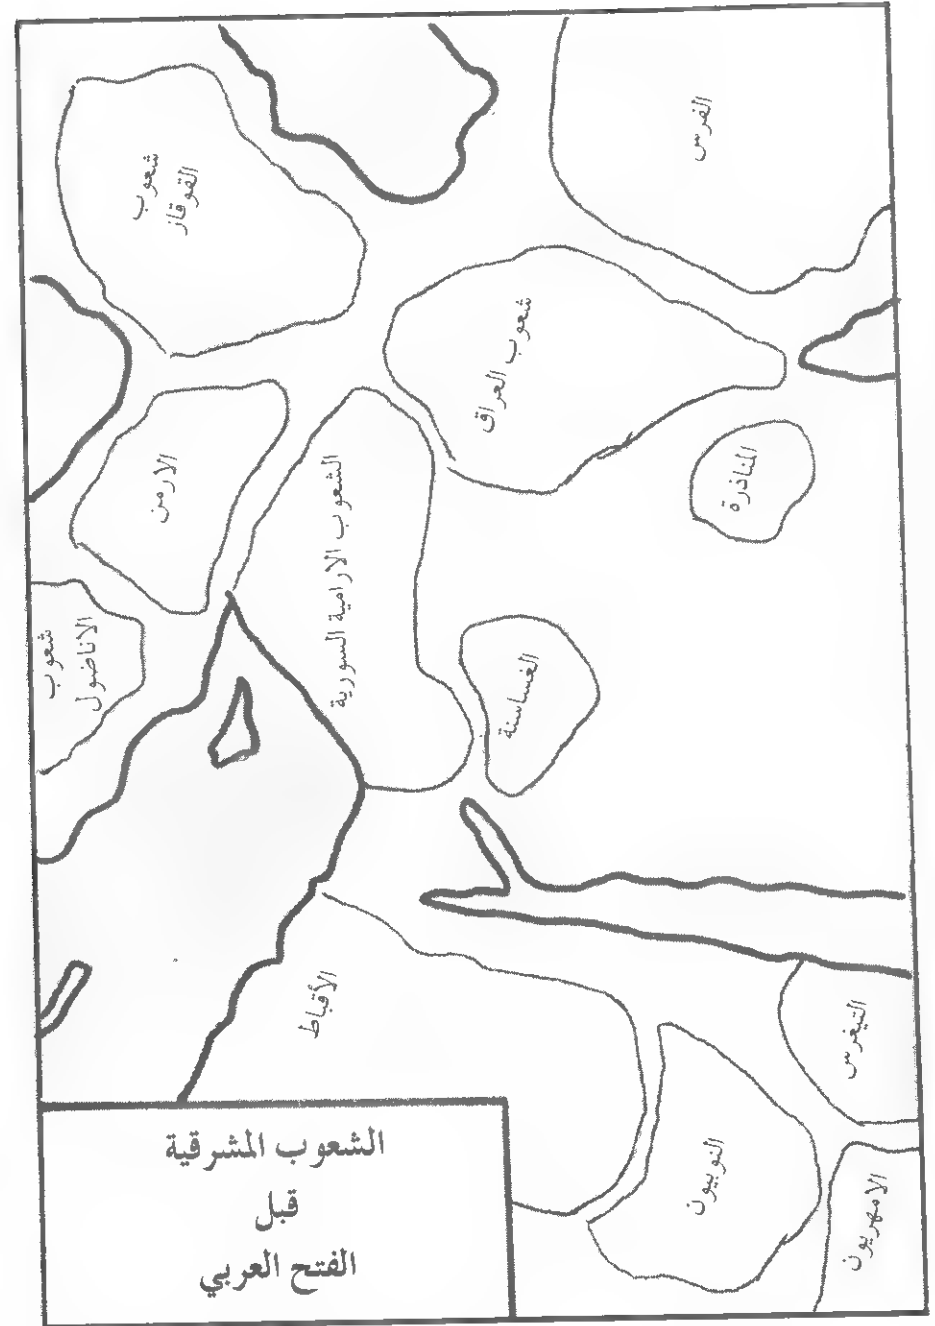 الشعوب المشرقية
قبل
الفتح العربي
شعوب
القوقاز
الفرس
شعوب العراق
المناذرة
الارمن
الشعوب الارامية السورية
الغساسنة
شعوب
الاناضول
الأقباط
التيغرس
النوبيون
الامهريون